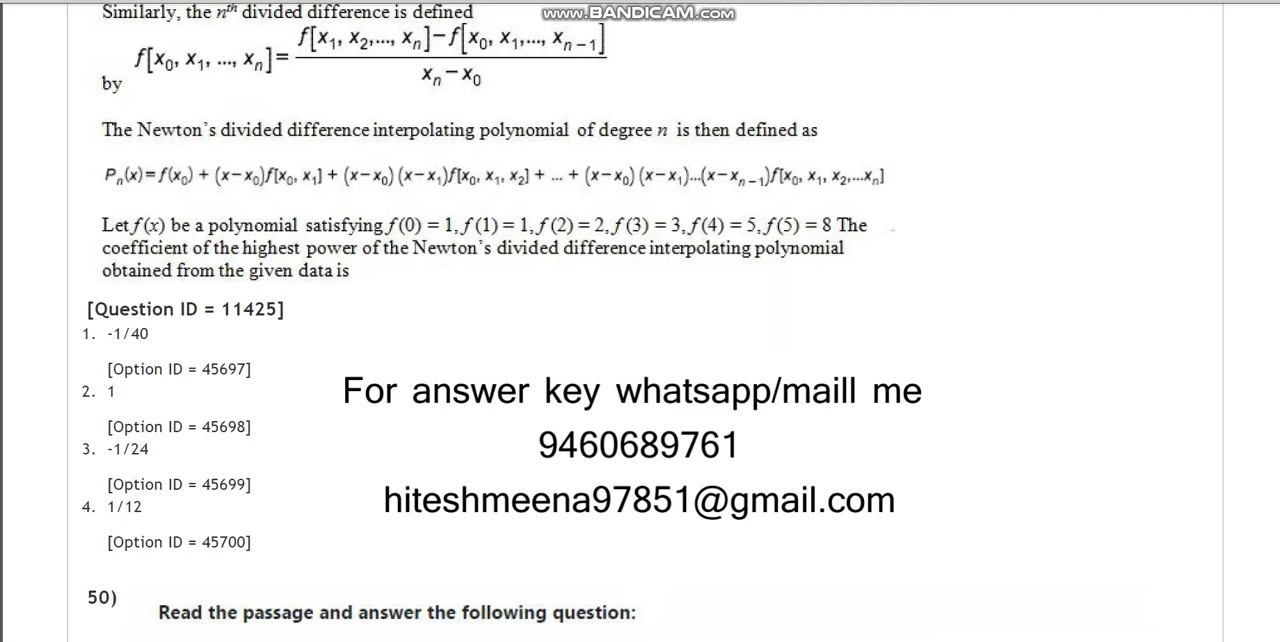 Similarly, the nᵗʰ divided difference is defined
www.BANDICAM.com
by f[x₀, x₁, ..., xₙ]= f[x₁, x₂,..., xₙ]−f[x₀, x₁,..., xₙ₋₁] / xₙ−x₀
The Newton's divided difference interpolating polynomial of degree n is then defined as
Pₙ(x)=f(x₀) + (x−x₀)f[x₀, x₁] + (x−x₀) (x−x₁)f[x₀, x₁, x₂] + ... + (x−x₀) (x−x₁)...(x−xₙ₋₁)f[x₀, x₁, x₂,...xₙ]
Let f(x) be a polynomial satisfying f(0) = 1, f(1) = 1, f(2) = 2, f(3) = 3, f(4) = 5, f(5) = 8 The
coefficient of the highest power of the Newton's divided difference interpolating polynomial
obtained from the given data is
[Question ID = 11425]
1. -1/40
[Option ID = 45697]
2. 1
[Option ID = 45698]
3. -1/24
[Option ID = 45699]
4. 1/12
[Option ID = 45700]
For answer key whatsapp/maill me
9460689761
hiteshmeena97851@gmail.com
50)
Read the passage and answer the following question: